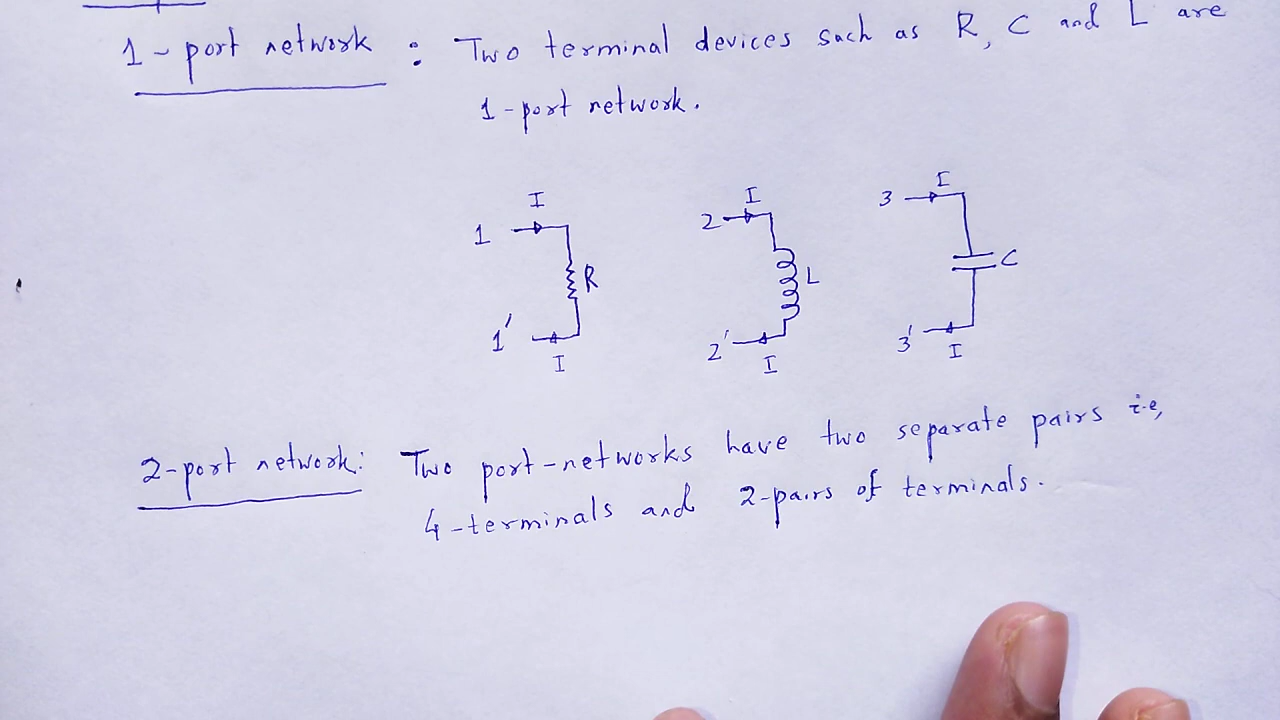 1-port network : Two terminal devices such as R, C and L are
1-port network.
I I I
1 2 3
R L C
1' 2' 3'
I I I
2-port network: Two port-networks have two separate pairs i.e,
4-terminals and 2-pairs of terminals.